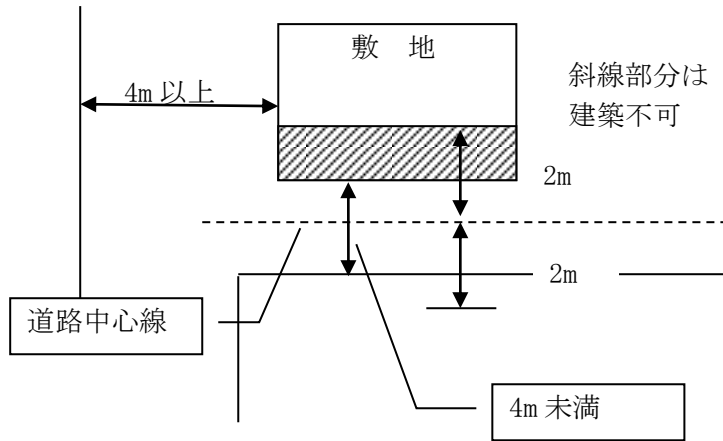 敷　地
4m 以上
斜線部分は
建築不可
2m
2m
道路中心線
4m 未満